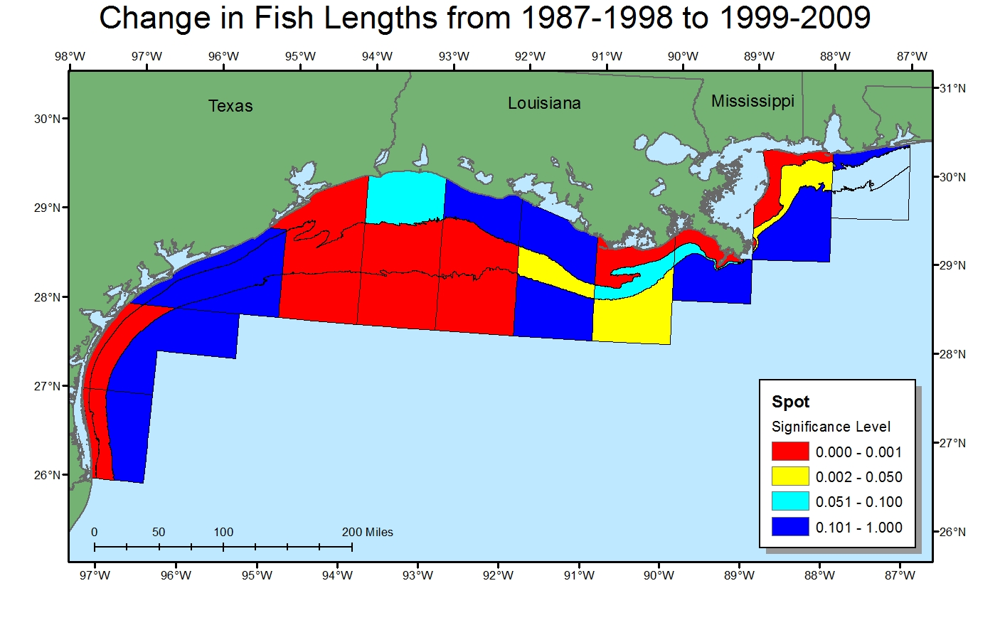 Change in Fish Lengths from 1987-1998 to 1999-2009
98°W 97°W 96°W 95°W 94°W 93°W 92°W 91°W 90°W 89°W 88°W 87°W
31°N
Texas Louisiana Mississippi
30°N
30°N
29°N
29°N
28°N
28°N
27°N
27°N
26°N
26°N
Spot
Significance Level
0.000 - 0.001
0.002 - 0.050
0.051 - 0.100
0.101 - 1.000
0 50 100 200 Miles
97°W 96°W 95°W 94°W 93°W 92°W 91°W 90°W 89°W 88°W 87°W